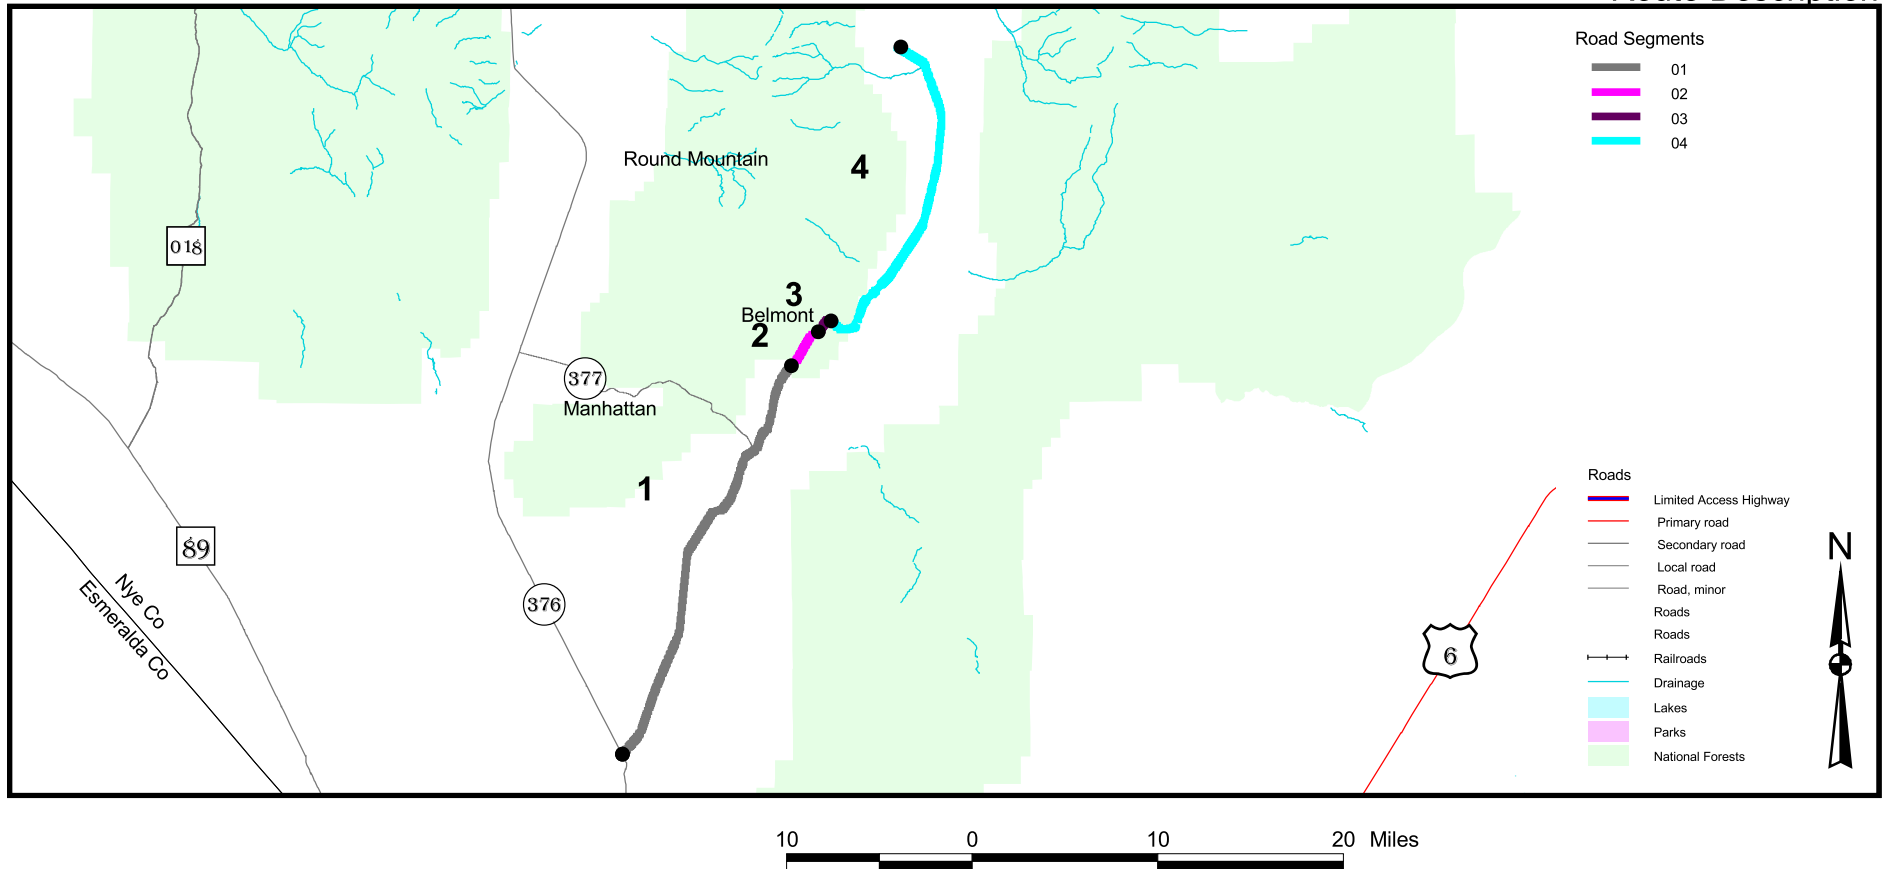 Route Description
Road Segments
01
02
03
04
Round Mountain
4
018
3
Belmont
2
377
Manhattan
1
89
Nye Co
Esmeralda Co
376
6
Roads
Limited Access Highway
Primary road
Secondary road
Local road
Road, minor
Roads
Roads
Railroads
Drainage
Lakes
Parks
National Forests
N
10 0 10 20 Miles